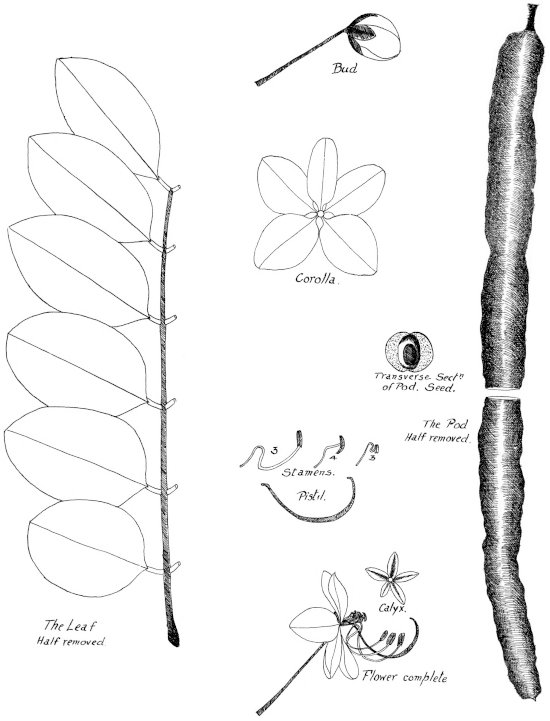 Bud
Corolla.
Transverse Sectn
of Pod. Seed.
The Pod
Half removed.
3
4
3
Stamens.
Pistil.
Calyx.
The Leaf
Half removed.
Flower complete